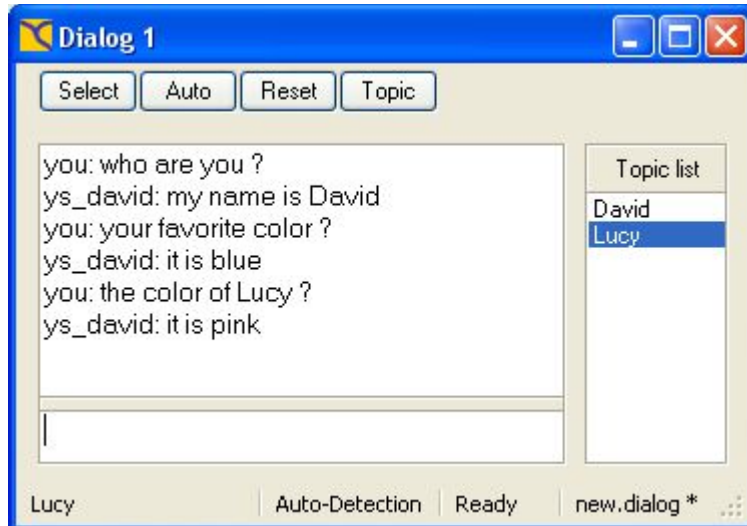 Dialog 1
Select Auto Reset Topic
you: who are you ?
ys_david: my name is David
you: your favorite color ?
ys_david: it is blue
you: the color of Lucy ?
ys_david: it is pink
Topic list
David
Lucy
Lucy Auto-Detection Ready new.dialog *